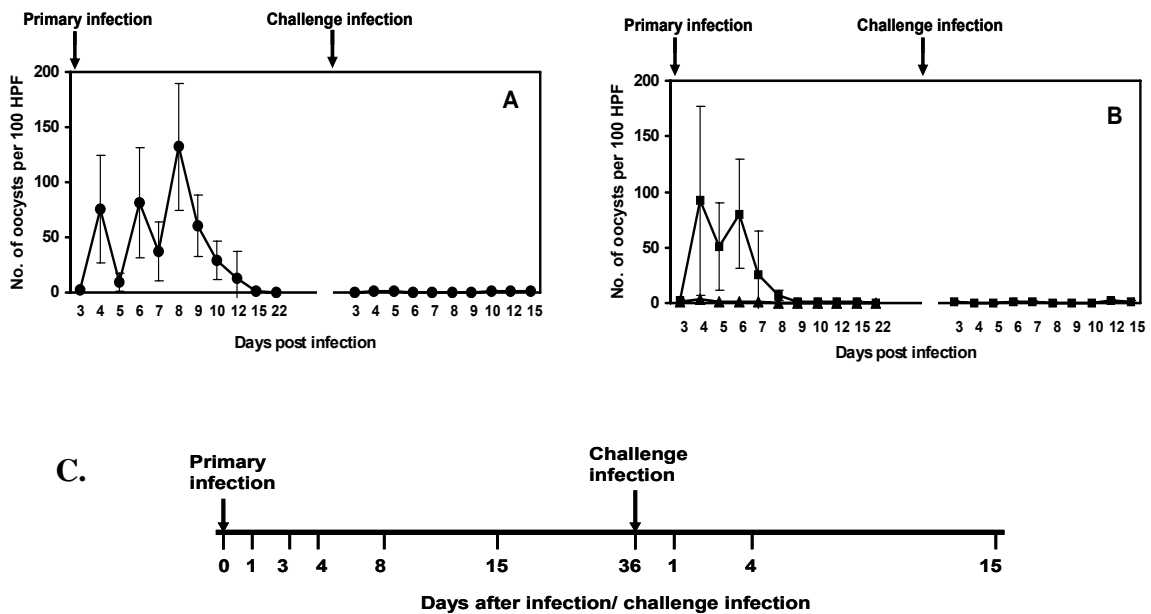 Primary infection
Challenge infection
200
150
100
50
0
No. of oocysts per 100 HPF
A
3 4 5 6 7 8 9 10 12 15 22
3 4 5 6 7 8 9 10 12 15
Days post infection
Primary infection
Challenge infection
200
150
100
50
0
No. of oocysts per 100 HPF
B
3 4 5 6 7 8 9 10 12 15 22
3 4 5 6 7 8 9 10 12 15
Days post infection
C.
Primary
infection
Challenge
infection
0 1 3 4 8 15 36 1 4 15
Days after infection/ challenge infection